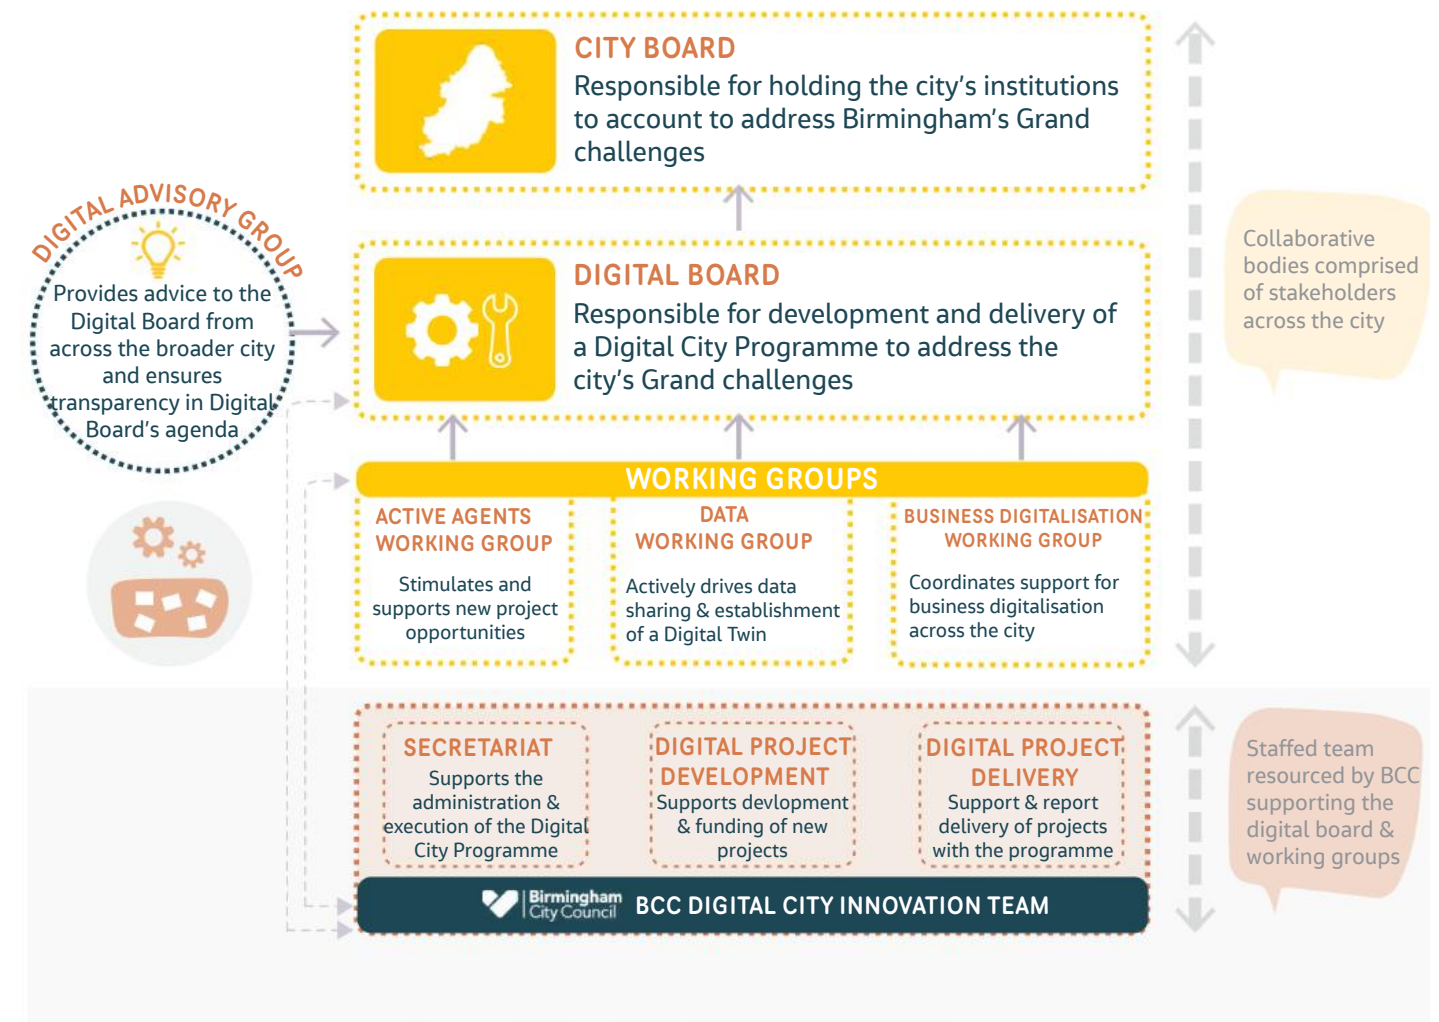 CITY BOARD
Responsible for holding the city's institutions
to account to address Birmingham's Grand
challenges
DIGITAL ADVISORY GROUP
Provides advice to the
Digital Board from
across the broader city
and ensures
transparency in Digital
Board's agenda
DIGITAL BOARD
Responsible for development and delivery of
a Digital City Programme to address the
city's Grand challenges
Collaborative
bodies comprised
of stakeholders
across the city
WORKING GROUPS
ACTIVE AGENTS
WORKING GROUP
Stimulates and
supports new project
opportunities
DATA
WORKING GROUP
Actively drives data
sharing & establishment
of a Digital Twin
BUSINESS DIGITALISATION
WORKING GROUP
Coordinates support for
business digitalisation
across the city
SECRETARIAT
Supports the
administration &
execution of the Digital
City Programme
DIGITAL PROJECT
DEVELOPMENT
Supports devlopment
& funding of new
projects
DIGITAL PROJECT
DELIVERY
Support & report
delivery of projects
with the programme
Staffed team
resourced by BCC
supporting the
digital board &
working groups
Birmingham
City Council
BCC DIGITAL CITY INNOVATION TEAM